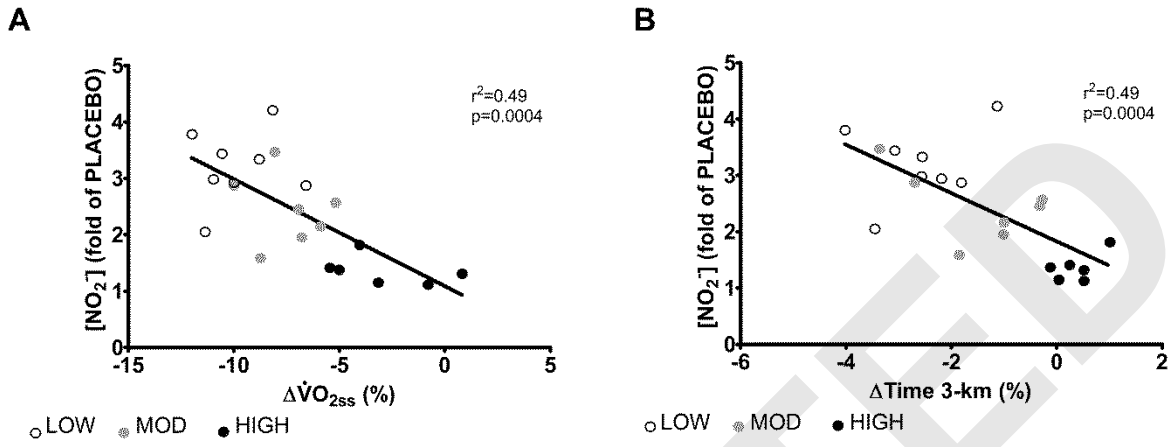 A
[NO2-] (fold of PLACEBO)
5
4
3
2
1
0
r2=0.49
p=0.0004
-15
-10
-5
0
5
ΔV̇O2ss (%)
LOW MOD HIGH
B
[NO2-] (fold of PLACEBO)
5
4
3
2
1
0
r2=0.49
p=0.0004
-6
-4
-2
0
2
ΔTime 3-km (%)
LOW MOD HIGH
TED